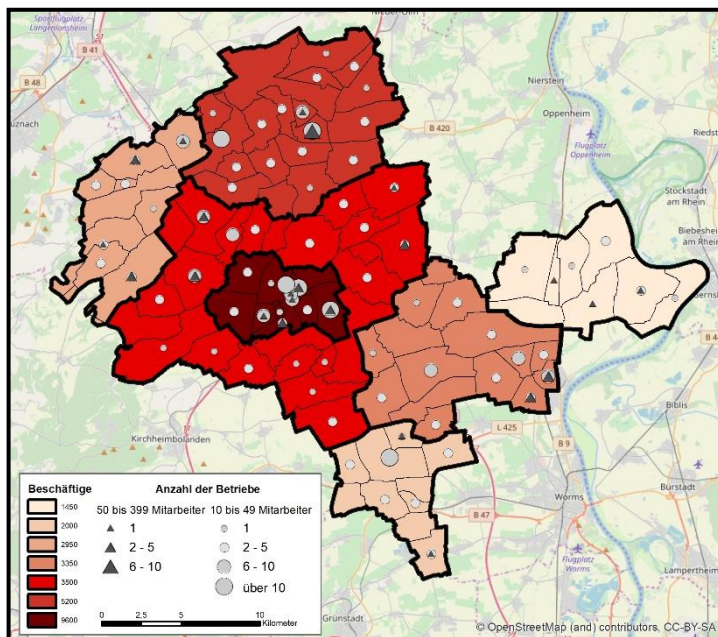 Sportflugplatz
Langenlonsheim
B 41
B 48
Nierstein
Oppenheim
Flugplatz
Oppenheim
B 420
Riedst
Stockstadt
am Rhein
Biebesheim
am Rhein
Kirchheimbolanden
L 425
B 9
Biblis
Worms
B 47
Bürstadt
Flugplatz
Worms
Lampertheim
Grünstadt
Beschäftige
1450
2000
2950
3350
3500
5200
9600
Anzahl der Betriebe
50 bis 399 Mitarbeiter
1
2 - 5
6 - 10
10 bis 49 Mitarbeiter
1
2 - 5
6 - 10
über 10
0 2,5 5 10
Kilometer
© OpenStreetMap (and) contributors, CC-BY-SA